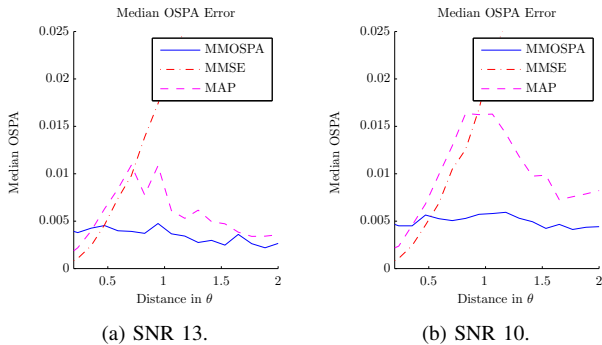 Median OSPA Error
0.025
0.02
0.015
0.01
0.005
0
Median OSPA
MMOSPA
MMSE
MAP
0.5
1
1.5
2
Distance in θ
(a) SNR 13.
Median OSPA Error
0.025
0.02
0.015
0.01
0.005
0
Median OSPA
MMOSPA
MMSE
MAP
0.5
1
1.5
2
Distance in θ
(b) SNR 10.